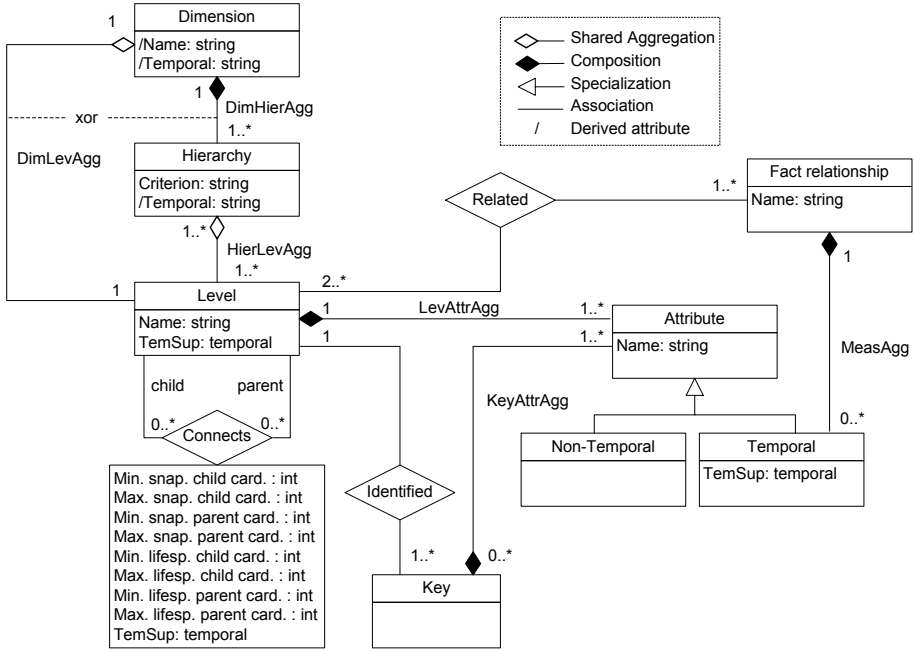 1
Dimension
/Name: string
/Temporal: string
1
DimHierAgg
xor
1..*
DimLevAgg
Hierarchy
Criterion: string
/Temporal: string
1..*
HierLevAgg
1..*
1
Level
Name: string
TemSup: temporal
child
parent
0..*
0..*
Connects
Min. snap. child card. : int
Max. snap. child card. : int
Min. snap. parent card. : int
Max. snap. parent card. : int
Min. lifesp. child card. : int
Max. lifesp. child card. : int
Min. lifesp. parent card. : int
Max. lifesp. parent card. : int
TemSup: temporal
Shared Aggregation
Composition
Specialization
Association
/ Derived attribute
Related
1..*
2..*
Fact relationship
Name: string
1
MeasAgg
0..*
1
LevAttrAgg
1..*
1
1..*
Attribute
Name: string
KeyAttrAgg
Non-Temporal
Temporal
TemSup: temporal
Identified
1..*
0..*
Key